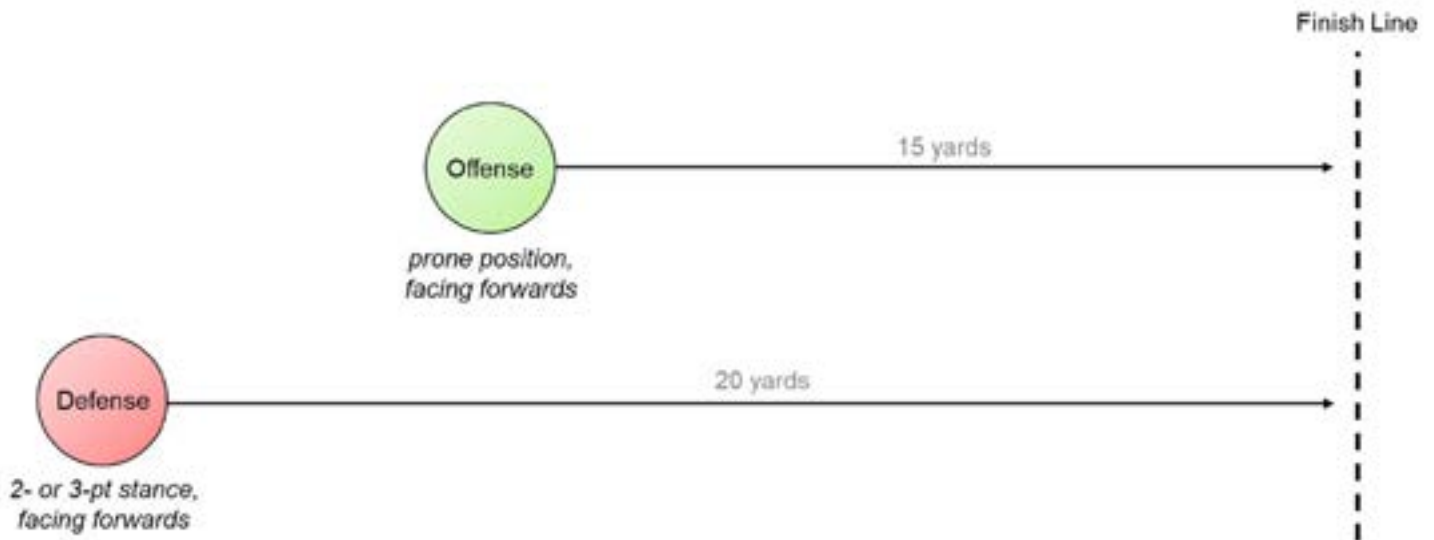 Finish Line
15 yards
Offense
prone position,
facing forwards
20 yards
Defense
2- or 3-pt stance,
facing forwards